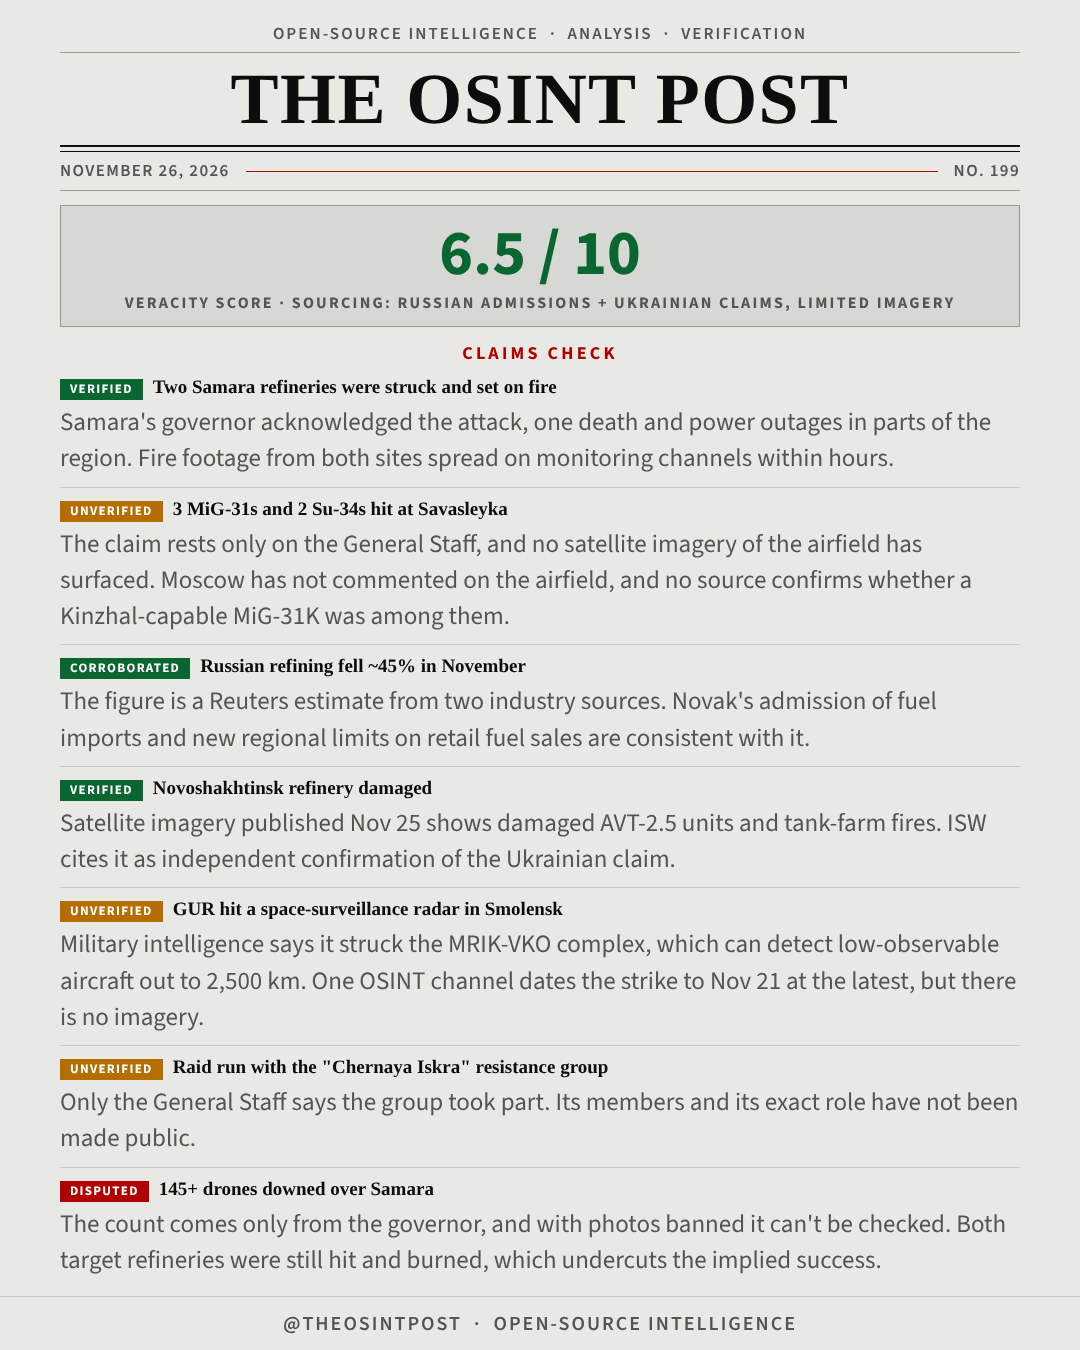 OPEN-SOURCE INTELLIGENCE · ANALYSIS · VERIFICATION
THE OSINT POST
NOVEMBER 26, 2026 NO. 199
6.5 / 10
VERACITY SCORE · SOURCING: RUSSIAN ADMISSIONS + UKRAINIAN CLAIMS, LIMITED IMAGERY
CLAIMS CHECK
VERIFIED Two Samara refineries were struck and set on fire
Samara's governor acknowledged the attack, one death and power outages in parts of the
region. Fire footage from both sites spread on monitoring channels within hours.
UNVERIFIED 3 MiG-31s and 2 Su-34s hit at Savasleyka
The claim rests only on the General Staff, and no satellite imagery of the airfield has
surfaced. Moscow has not commented on the airfield, and no source confirms whether a
Kinzhal-capable MiG-31K was among them.
CORROBORATED Russian refining fell ~45% in November
The figure is a Reuters estimate from two industry sources. Novak's admission of fuel
imports and new regional limits on retail fuel sales are consistent with it.
VERIFIED Novoshakhtinsk refinery damaged
Satellite imagery published Nov 25 shows damaged AVT-2.5 units and tank-farm fires. ISW
cites it as independent confirmation of the Ukrainian claim.
UNVERIFIED GUR hit a space-surveillance radar in Smolensk
Military intelligence says it struck the MRIK-VKO complex, which can detect low-observable
aircraft out to 2,500 km. One OSINT channel dates the strike to Nov 21 at the latest, but there
is no imagery.
UNVERIFIED Raid run with the "Chernaya Iskra" resistance group
Only the General Staff says the group took part. Its members and its exact role have not been
made public.
DISPUTED 145+ drones downed over Samara
The count comes only from the governor, and with photos banned it can't be checked. Both
target refineries were still hit and burned, which undercuts the implied success.
@THEOSINTPOST · OPEN-SOURCE INTELLIGENCE